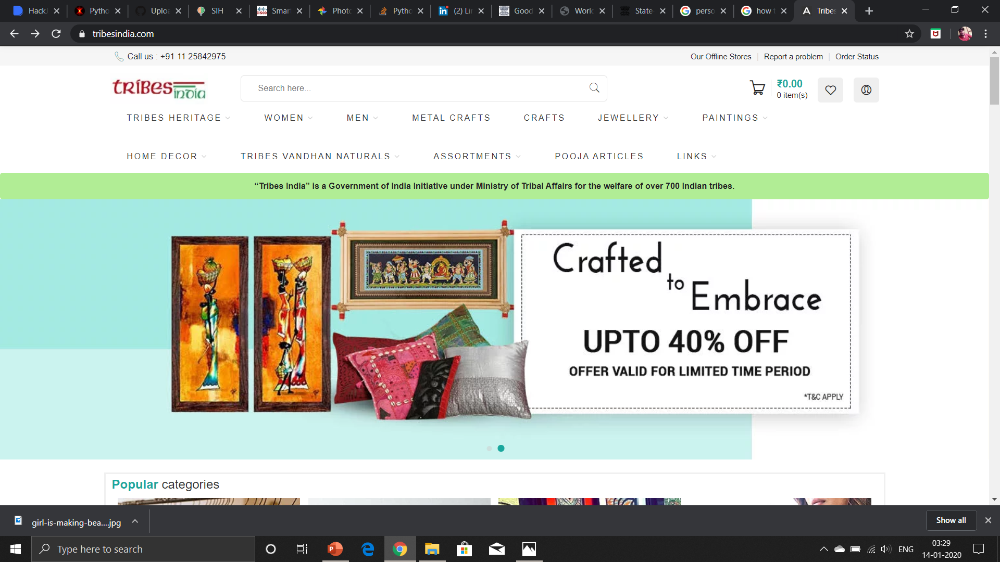 HackJ
Pytho
Uploa
SIH
Smart
Photo
Pytho
(2) Li
Good
World
State
perso
how t
Tribes
tribesindia.com
Call us : +91 11 25842975
Our Offline Stores
Report a problem
Order Status
tribes india
Search here...
₹0.00
0 item(s)
TRIBES HERITAGE
WOMEN
MEN
METAL CRAFTS
CRAFTS
JEWELLERY
PAINTINGS
HOME DECOR
TRIBES VANDHAN NATURALS
ASSORTMENTS
POOJA ARTICLES
LINKS
“Tribes India” is a Government of India Initiative under Ministry of Tribal Affairs for the welfare of over 700 Indian tribes.
Crafted
to
Embrace
UPTO 40% OFF
OFFER VALID FOR LIMITED TIME PERIOD
*T&C APPLY
Popular categories
girl-is-making-bea....jpg
Show all
Type here to search
ENG
03:29
14-01-2020